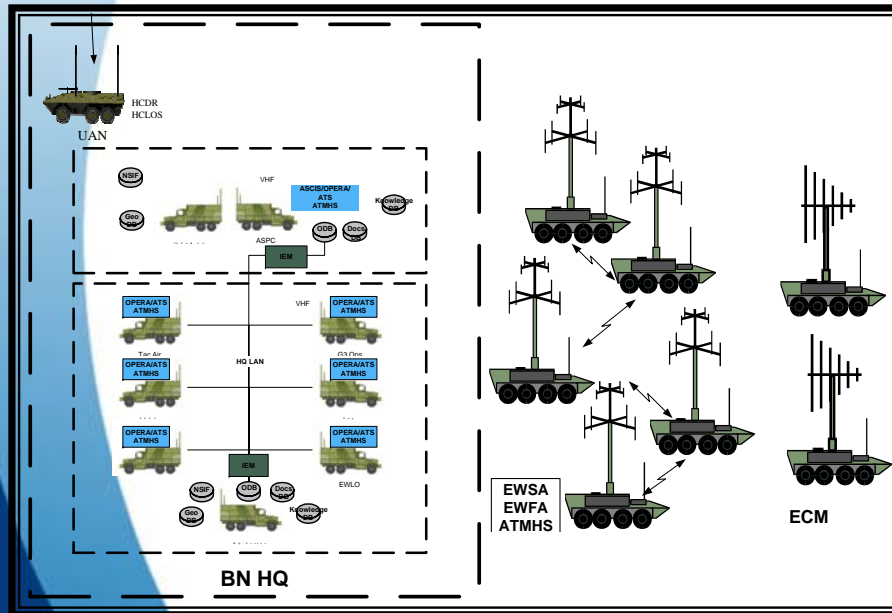 HCDR
HCLOS
UAN
VHF
NSIF
ASCIS/OPERA/
ATS
ATMHS
Knowledge
DB
Geo
DB
ODB
Docs
DB
ASPC
IEM
OPERA/ATS
ATMHS
VHF
OPERA/ATS
ATMHS
Tac Air
G3 Ops
HQ LAN
OPERA/ATS
ATMHS
OPERA/ATS
ATMHS
OPERA/ATS
ATMHS
OPERA/ATS
ATMHS
IEM
EWLO
NSIF
ODB
Docs
DB
Geo
DB
Knowledge
DB
BN HQ
EWSA
EWFA
ATMHS
ECM